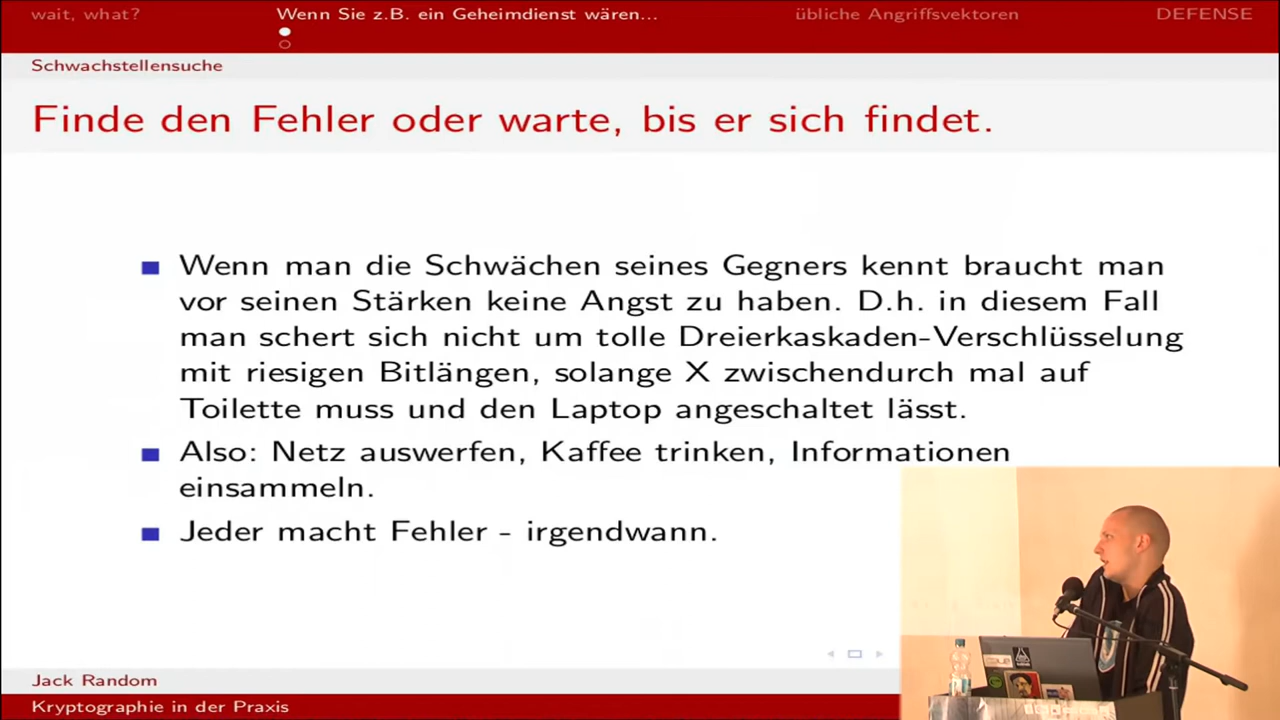 wait, what?
Wenn Sie z.B. ein Geheimdienst wären...
übliche Angriffsvektoren
DEFENSE
Schwachstellensuche
Finde den Fehler oder warte, bis er sich findet.
Wenn man die Schwächen seines Gegners kennt braucht man
vor seinen Stärken keine Angst zu haben. D.h. in diesem Fall
man schert sich nicht um tolle Dreierkaskaden-Verschlüsselung
mit riesigen Bitlängen, solange X zwischendurch mal auf
Toilette muss und den Laptop angeschaltet lässt.
Also: Netz auswerfen, Kaffee trinken, Informationen
einsammeln.
Jeder macht Fehler - irgendwann.
Jack Random
Kryptographie in der Praxis